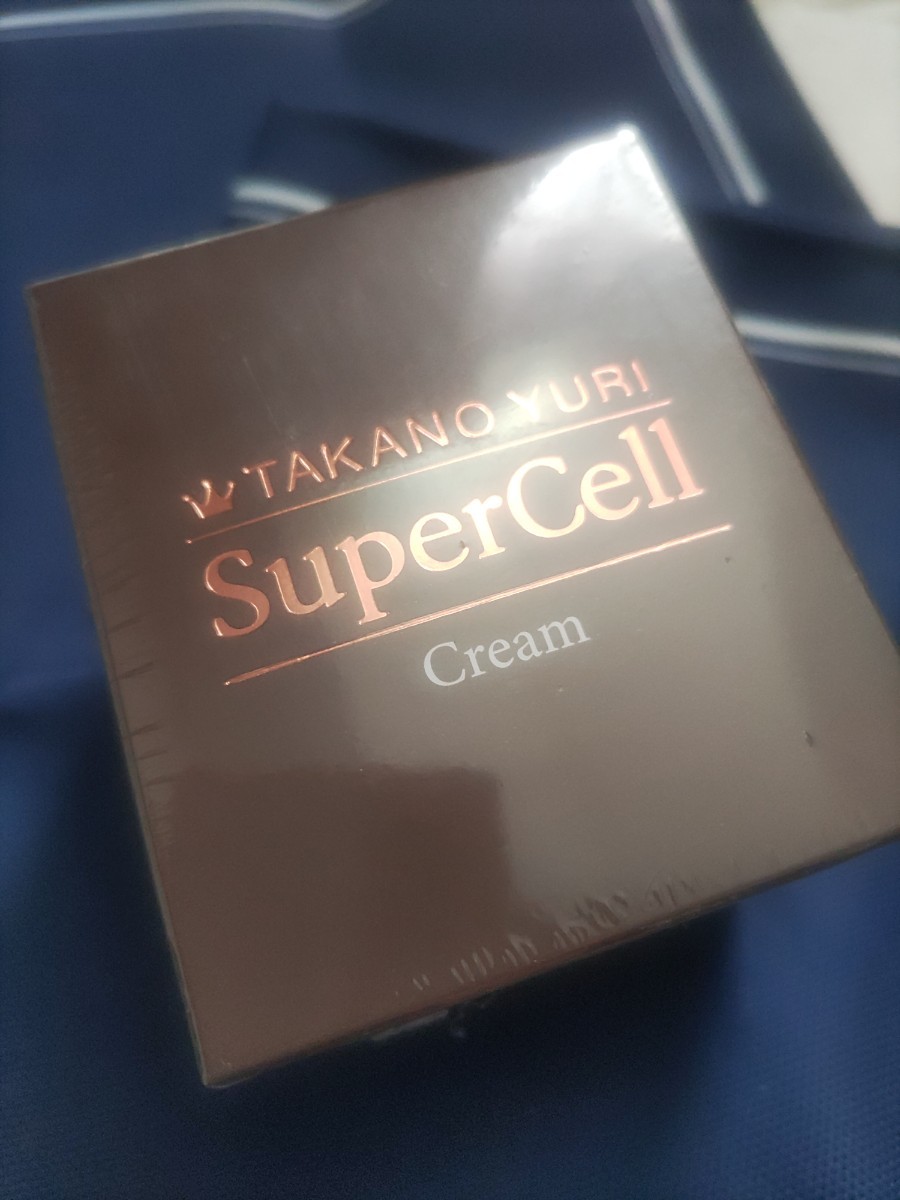 TAKANO YURI
SuperCell
Cream